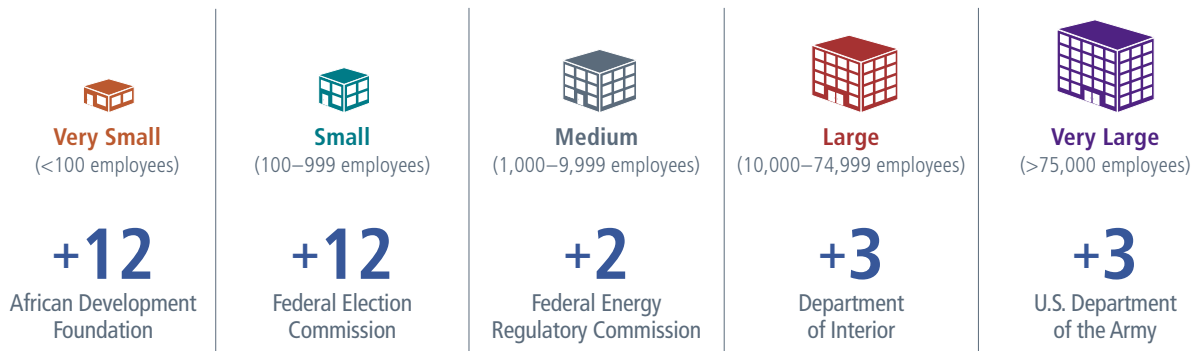 Very Small
(<100 employees)
+12
African Development
Foundation
Small
(100–999 employees)
+12
Federal Election
Commission
Medium
(1,000–9,999 employees)
+2
Federal Energy
Regulatory Commission
Large
(10,000–74,999 employees)
+3
Department
of Interior
Very Large
(>75,000 employees)
+3
U.S. Department
of the Army